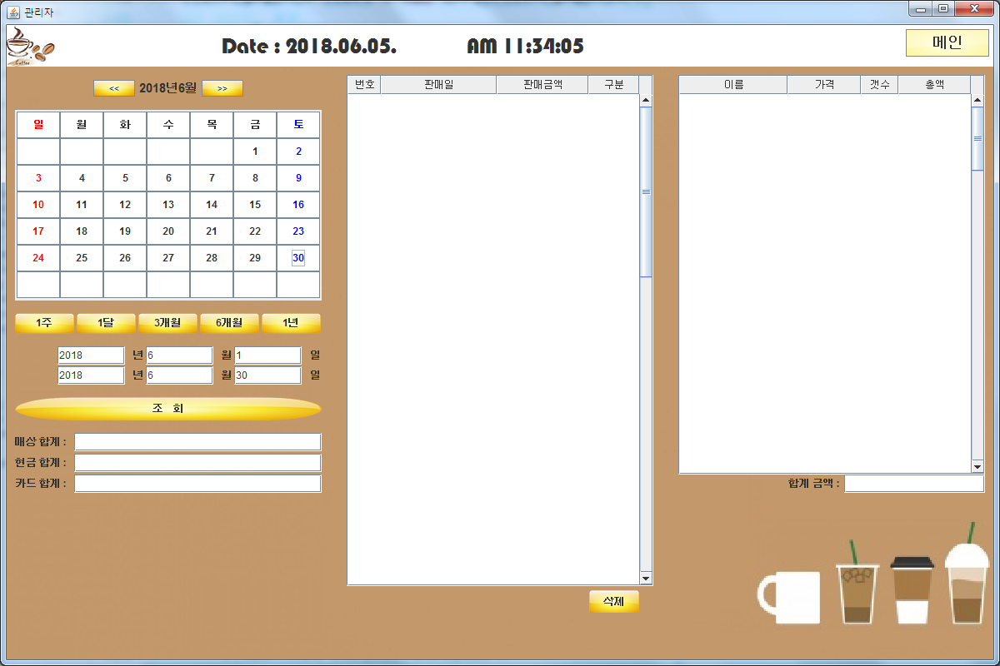 관리자
Coffee
Date : 2018.06.05. AM 11:34:05
메인
<< 2018년6월 >>
일 월 화 수 목 금 토
1 2
3 4 5 6 7 8 9
10 11 12 13 14 15 16
17 18 19 20 21 22 23
24 25 26 27 28 29 30
1주 1달 3개월 6개월 1년
2018 년 6 월 1 일
2018 년 6 월 30 일
조 회
매상 합계 :
현금 합계 :
카드 합계 :
번호 판매일 판매금액 구분
삭제
이름 가격 갯수 총액
합계 금액 :